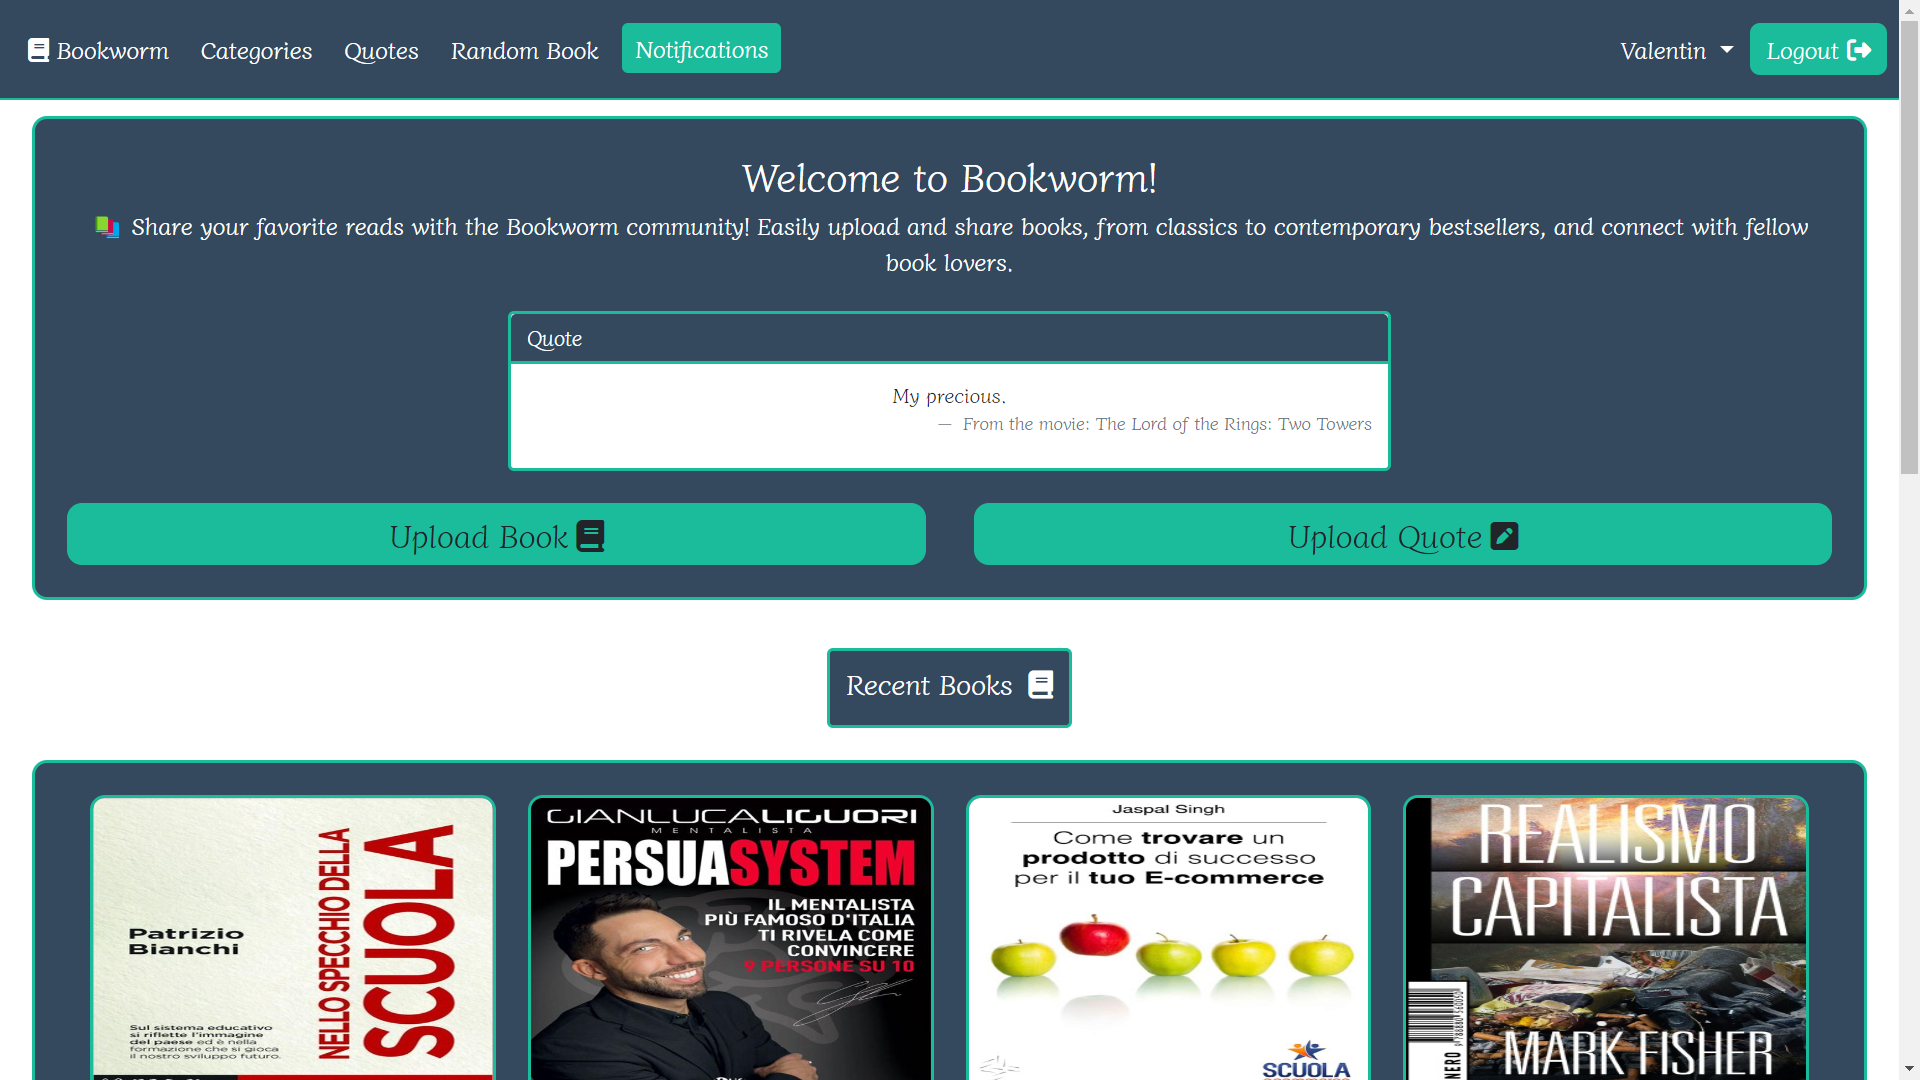 Bookworm
Categories
Quotes
Random Book
Notifications
Valentin
Logout
Welcome to Bookworm!
Share your favorite reads with the Bookworm community! Easily upload and share books, from classics to contemporary bestsellers, and connect with fellow
book lovers.
Quote
My precious.
— From the movie: The Lord of the Rings: Two Towers
Upload Book
Upload Quote
Recent Books
Patrizio
Bianchi
NELLO SPECCHIO DELLA
SCUOLA
Sul sistema educativo
si riflette l'immagine
del paese ed è nella
formazione che si gioca
il nostro sviluppo futuro.
GIANLUCALIGUORI
MENTALISTA
PERSUASYSTEM
IL MENTALISTA
PIÙ FAMOSO D'ITALIA
TI RIVELA COME
CONVINCERE
9 PERSONE SU 10
Jaspal Singh
Come trovare un
prodotto di successo
per il tuo E-commerce
SCUOLA
REALISMO
CAPITALISTA
MARK FISHER
NERO
9788880560050